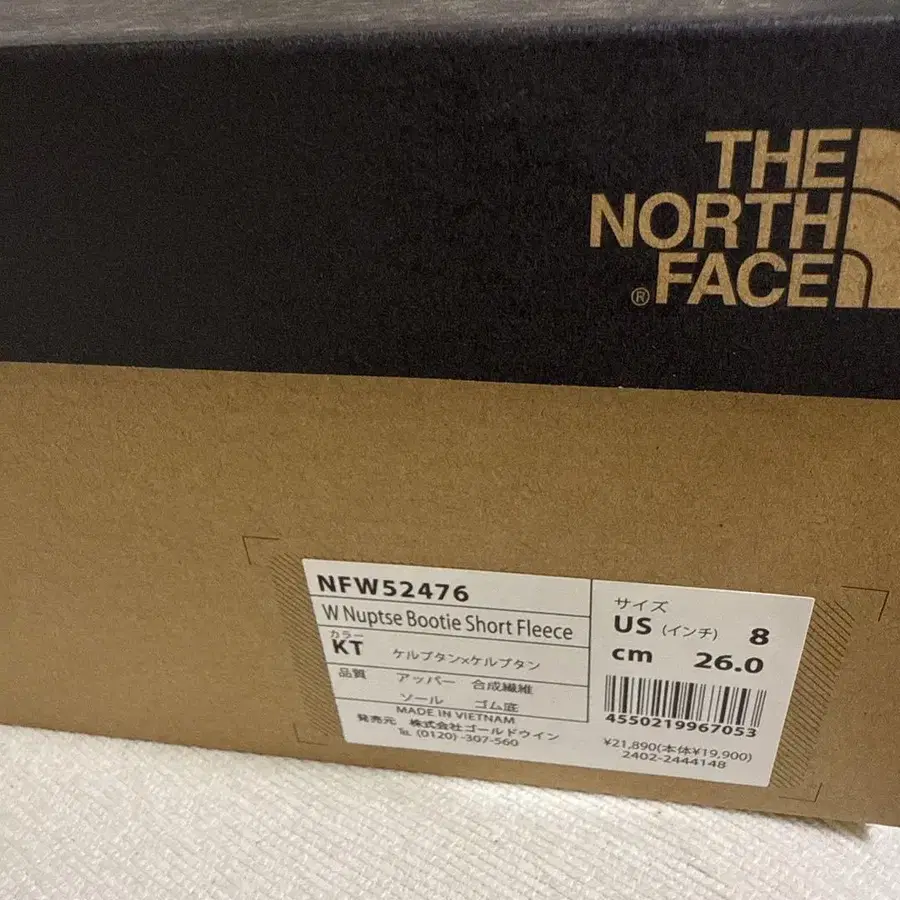 THE
NORTH
FACE
®
NFW52476
W Nuptse Bootie Short Fleece
カラー
KT ケルプタン×ケルプタン
品質 アッパー 合成繊維
ソール ゴム底
MADE IN VIETNAM
発売元 株式会社ゴールドウイン
℡ (0120)-307-560
サイズ
US (インチ) 8
cm 26.0
4550219967053
¥21,890(本体¥19,900)
2402-2444148